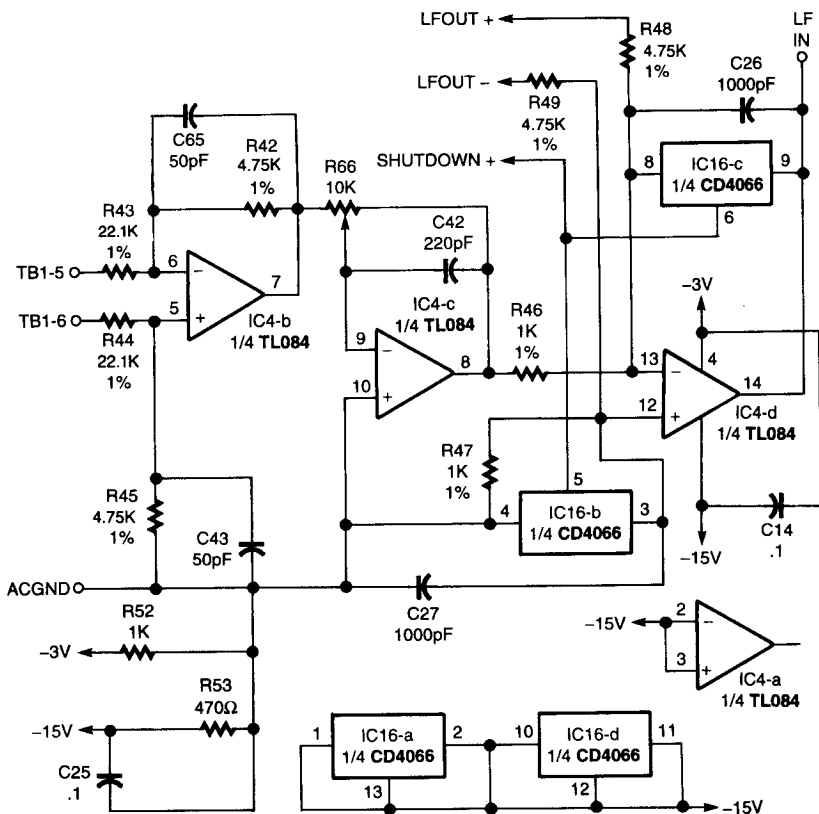 LFOUT +
R48
4.75K
1%
LF
IN
C26
1000pF
LFOUT −
R49
4.75K
1%
C65
50pF
R42
4.75K
1%
SHUTDOWN +
8
IC16-c
1/4 CD4066
9
6
R66
10K
R43
22.1K
1%
C42
220pF
TB1-5
6
−
7
−3V
TB1-6
5
+
IC4-b
1/4 TL084
IC4-c
1/4 TL084
R44
22.1K
1%
9
−
8
R46
1K
1%
13
−
4
14
10
+
12
+
IC4-d
1/4 TL084
R47
1K
1%
5
R45
4.75K
1%
4
IC16-b
1/4 CD4066
3
C43
50pF
C14
.1
−15V
ACGND
C27
1000pF
R52
1K
−3V
−15V
2
−
3
+
IC4-a
1/4 TL084
R53
470Ω
−15V
1
IC16-a
1/4 CD4066
2
10
IC16-d
1/4 CD4066
11
C25
.1
13
12
−15V